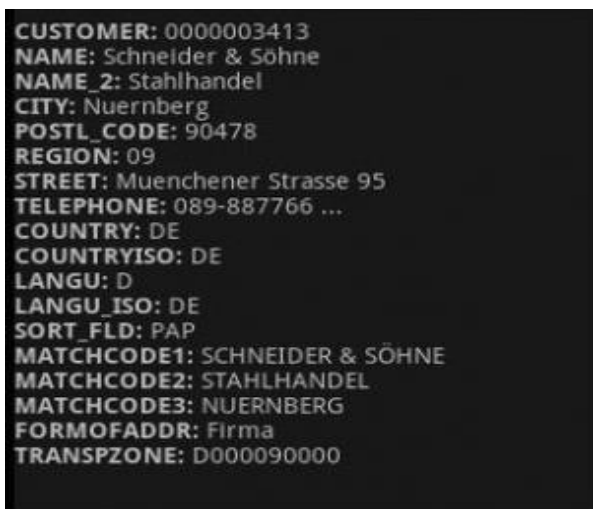 CUSTOMER: 0000003413
NAME: Schneider & Söhne
NAME_2: Stahlhandel
CITY: Nuernberg
POSTL_CODE: 90478
REGION: 09
STREET: Muenchener Strasse 95
TELEPHONE: 089-887766 ...
COUNTRY: DE
COUNTRYISO: DE
LANGU: D
LANGU_ISO: DE
SORT_FLD: PAP
MATCHCODE1: SCHNEIDER & SÖHNE
MATCHCODE2: STAHLHANDEL
MATCHCODE3: NUERNBERG
FORMOFADDR: Firma
TRANSPZONE: D000090000